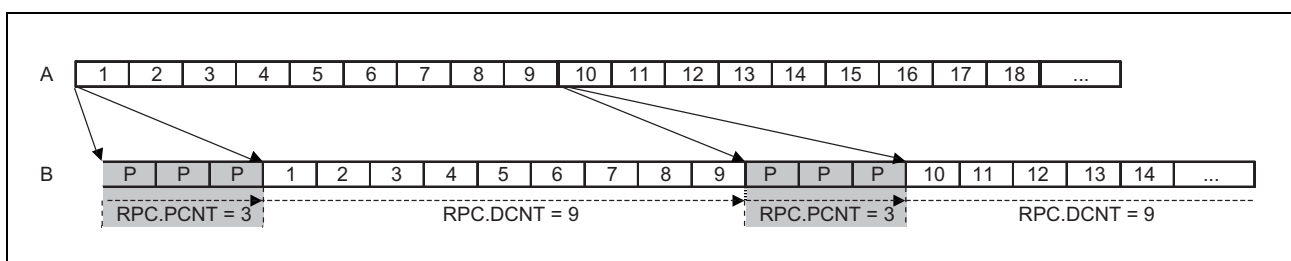 A 1 2 3 4 5 6 7 8 9 10 11 12 13 14 15 16 17 18 ...
B P P P 1 2 3 4 5 6 7 8 9 P P P 10 11 12 13 14 ...
RPC.PCNT = 3 RPC.DCNT = 9 RPC.PCNT = 3 RPC.DCNT = 9